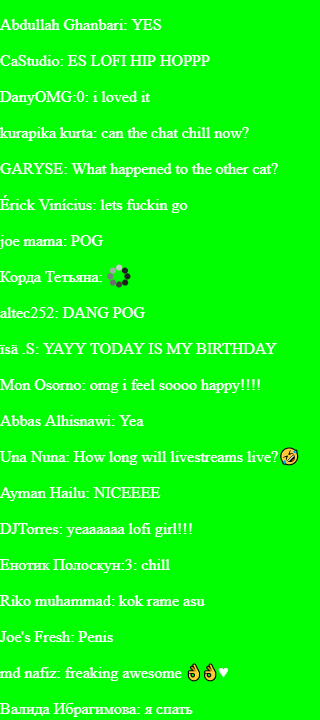 Abdullah Ghanbari: YES
CaStudio: ES LOFI HIP HOPPP
DanyOMG:0: i loved it
kurapika kurta: can the chat chill now?
GARYSE: What happened to the other cat?
Érick Vinícius: lets fuckin go
joe mama: POG
Корда Тетьяна:
altec252: DANG POG
ïsä .S: YAYY TODAY IS MY BIRTHDAY
Mon Osorno: omg i feel soooo happy!!!!
Abbas Alhisnawi: Yea
Una Nuna: How long will livestreams live?🤣
Ayman Hailu: NICEEEE
DJTorres: yeaaaaaa lofi girl!!!
Енотик Полоскун:3: chill
Riko muhammad: kok rame asu
Joe's Fresh: Penis
md nafiz: freaking awesome 👌👌♥
Валида Ибрагимова: я спать